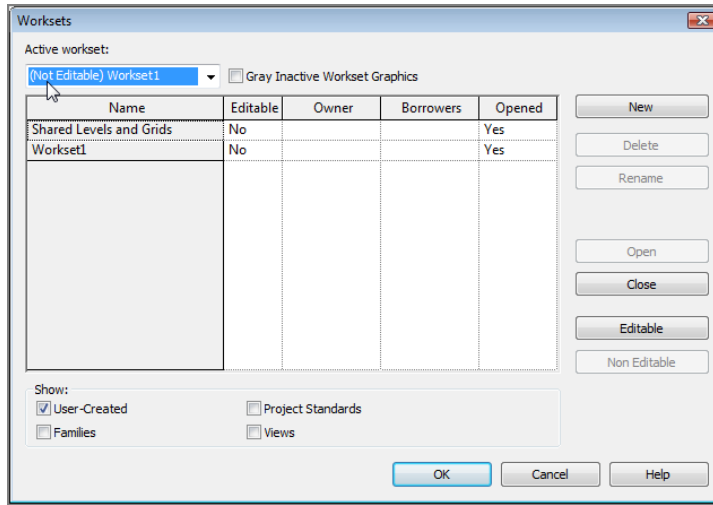 Worksets
Active workset:
(Not Editable) Workset1
Gray Inactive Workset Graphics
Name Editable Owner Borrowers Opened
Shared Levels and Grids No Yes
Workset1 No Yes
New
Delete
Rename
Open
Close
Editable
Non Editable
Show:
User-Created Project Standards
Families Views
OK Cancel Help